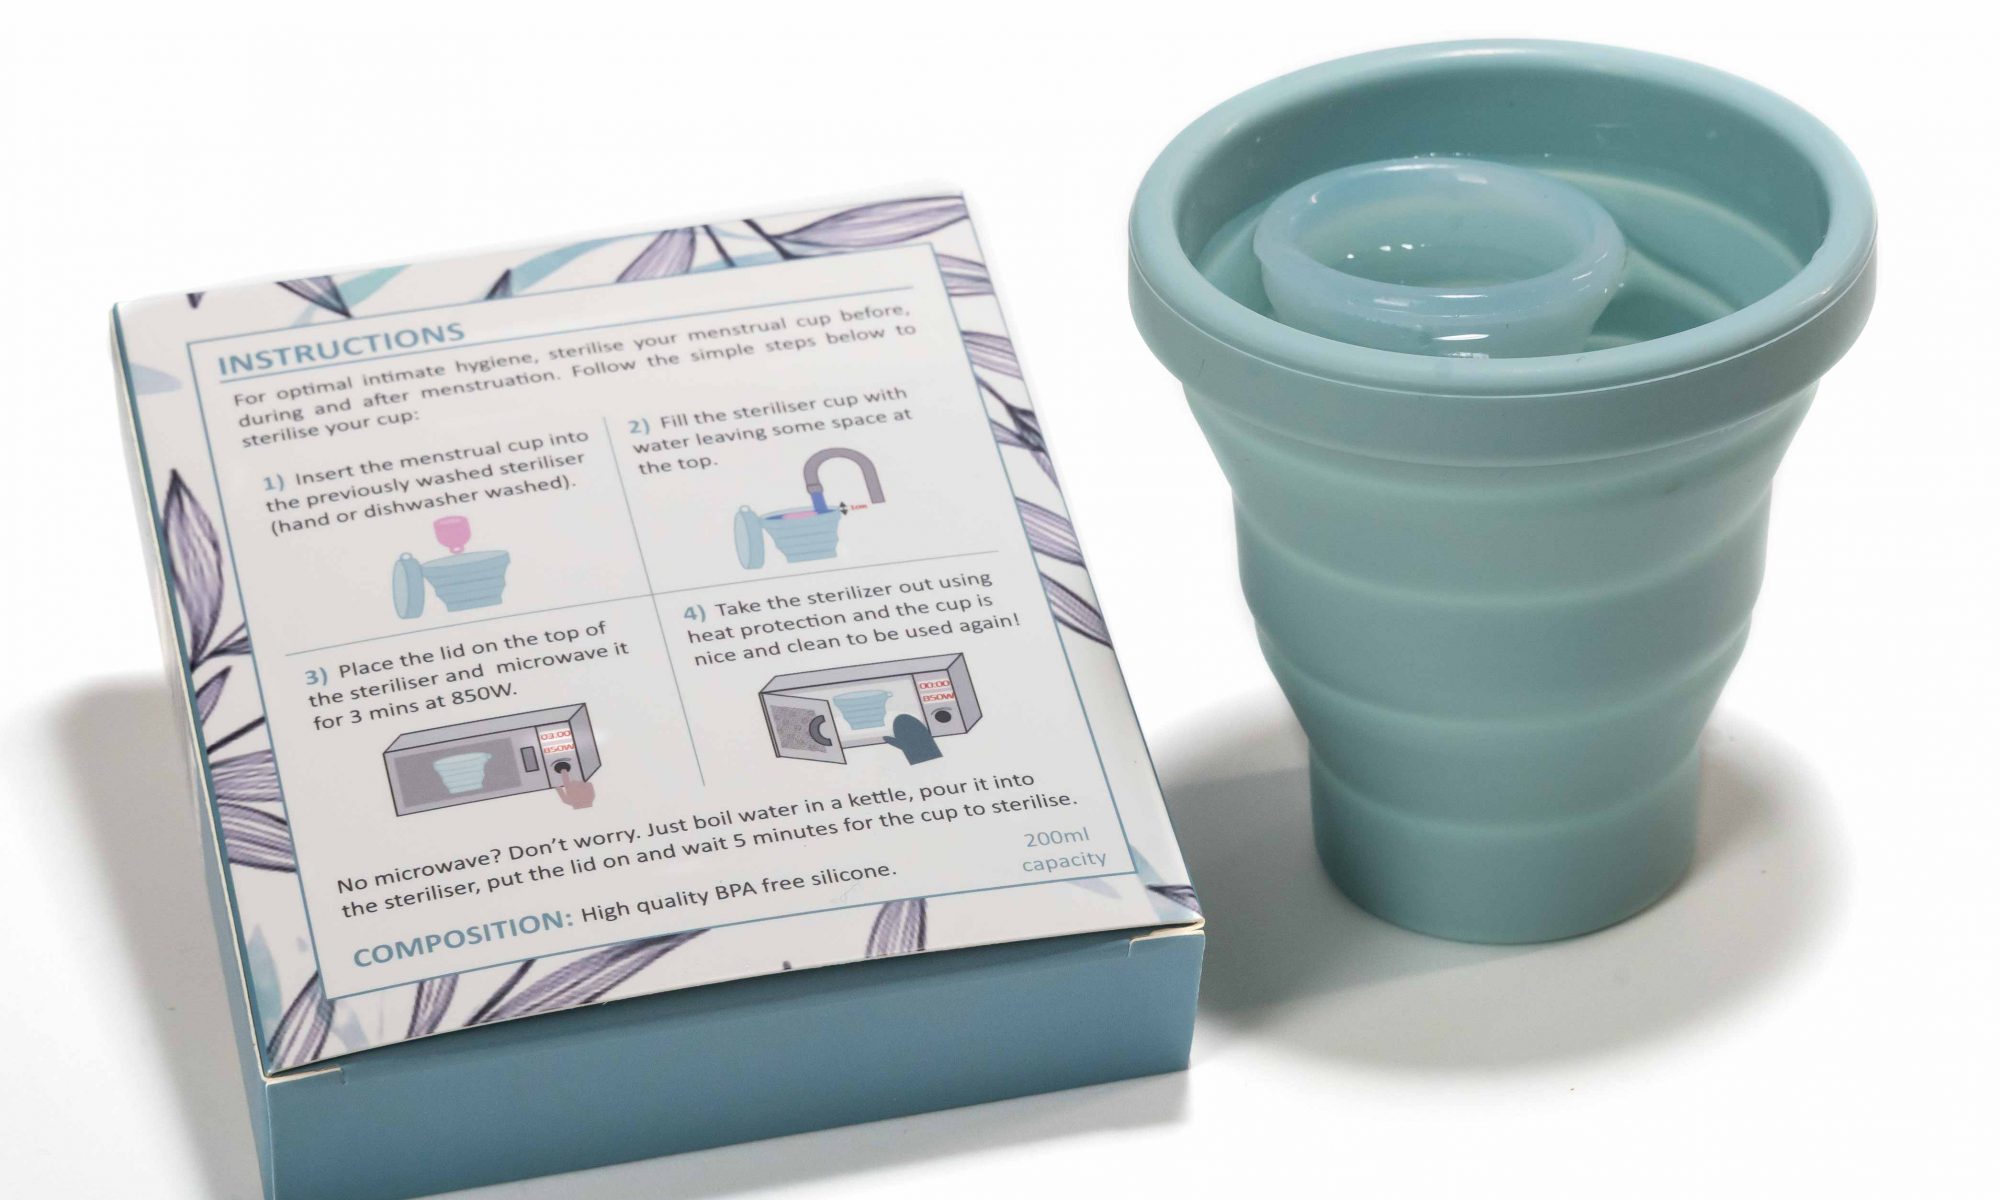 INSTRUCTIONS
For optimal intimate hygiene, sterilise your menstrual cup before,
during and after menstruation. Follow the simple steps below to
sterilise your cup:
1) Insert the menstrual cup into
the previously washed steriliser
(hand or dishwasher washed).
2) Fill the steriliser cup with
water leaving some space at
the top.
1cm
3) Place the lid on the top of
the steriliser and microwave it
for 3 mins at 850W.
03:00
850W
4) Take the sterilizer out using
heat protection and the cup is
nice and clean to be used again!
00:00
850W
No microwave? Don't worry. Just boil water in a kettle, pour it into
the steriliser, put the lid on and wait 5 minutes for the cup to sterilise.
COMPOSITION: High quality BPA free silicone.
200ml
capacity